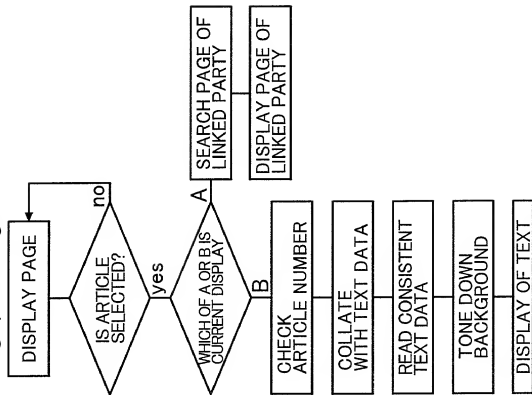 DISPLAY PAGE
no
IS ARTICLE
SELECTED?
yes
WHICH OF A OR B IS
CURRENT DISPLAY
A
SEARCH PAGE OF
LINKED PARTY
DISPLAY PAGE OF
LINKED PARTY
B
CHECK
ARTICLE NUMBER
COLLATE
WITH TEXT DATA
READ CONSISTENT
TEXT DATA
TONE DOWN
BACKGROUND
DISPLAY OF TEXT